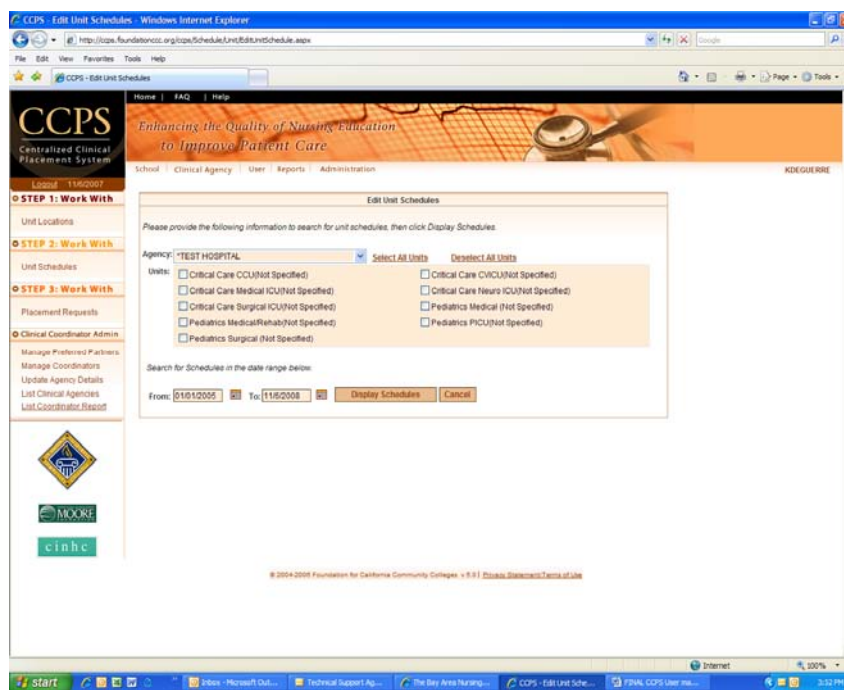 CCPS - Edit Unit Schedules - Windows Internet Explorer
http://ccps.foundationccc.org/ccps/Schedule/Unit/EditUnitSchedule.aspx
Google
File Edit View Favorites Tools Help
CCPS - Edit Unit Schedules
Page Tools
Home | FAQ | Help
CCPS
Centralized Clinical
Placement System
Enhancing the Quality of Nursing Education
to Improve Patient Care
Logout 11/6/2007
School Clinical Agency User Reports Administration
KDEGUERRE
STEP 1: Work With
Unit Locations
STEP 2: Work With
Unit Schedules
STEP 3: Work With
Placement Requests
Clinical Coordinator Admin
Manage Preferred Partners
Manage Coordinators
Update Agency Details
List Clinical Agencies
List Coordinator Report
MOORE
cinhc
Edit Unit Schedules
Please provide the following information to search for unit schedules, then click Display Schedules.
Agency: *TEST HOSPITAL Select All Units Deselect All Units
Units: Critical Care CCU(Not Specified) Critical Care CVICU(Not Specified)
Critical Care Medical ICU(Not Specified) Critical Care Neuro ICU(Not Specified)
Critical Care Surgical ICU(Not Specified) Pediatrics Medical (Not Specified)
Pediatrics Medical/Rehab(Not Specified) Pediatrics PICU(Not Specified)
Pediatrics Surgical (Not Specified)
Search for Schedules in the date range below.
From: 01/01/2005 To: 11/6/2008 Display Schedules Cancel
Foundation for California Community Colleges Privacy Statement/Terms of Use
Internet 100%
start
Inbox - Microsoft Out...
Technical Support Ag...
The Bay Area Nursing...
CCPS - Edit Unit Sche...
FINAL CCPS User ma...
3:52 PM